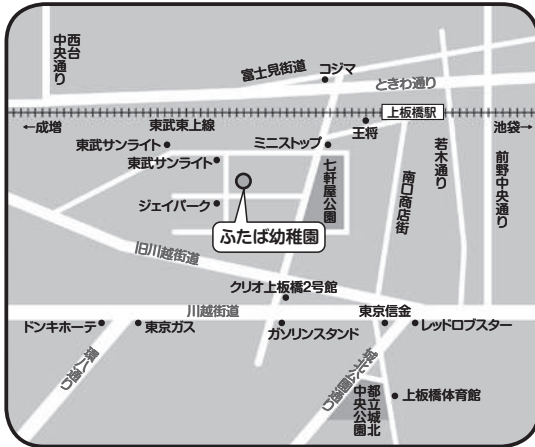 西台
中央通り
富士見街道
コジマ
ときわ通り
上板橋駅
←成増
東武東上線
池袋→
東武サンライト
ミニストップ
王将
若木通り
前野中央通り
東武サンライト
七軒屋公園
南口商店街
ジェイパーク
ふたば幼稚園
旧川越街道
クリオ上板橋2号館
川越街道
東京信金
ドンキホーテ
東京ガス
ガソリンスタンド
レッドロブスター
環八通り
城北公園通り
都立城北
中央公園
上板橋体育館